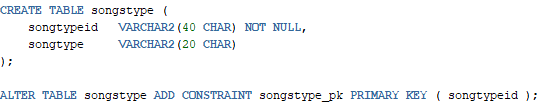 CREATE TABLE songstype (
    songtypeid   VARCHAR2(40 CHAR) NOT NULL,
    songtype     VARCHAR2(20 CHAR)
);
ALTER TABLE songstype ADD CONSTRAINT songstype_pk PRIMARY KEY ( songtypeid );